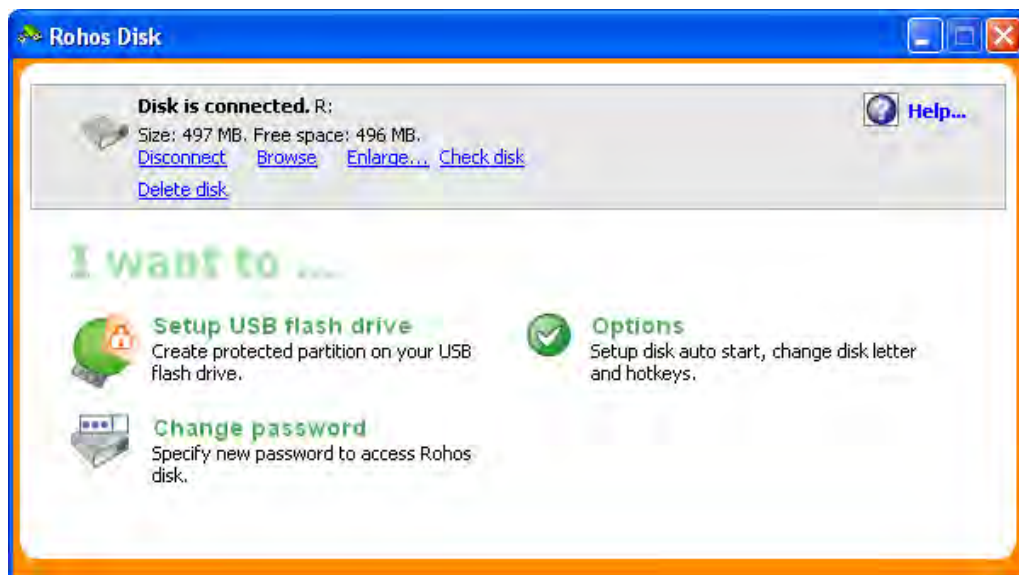 Rohos Disk
Disk is connected. R:
Help...
Size: 497 MB. Free space: 496 MB.
Disconnect Browse Enlarge... Check disk
Delete disk
I want to ...
Setup USB flash drive
Create protected partition on your USB
flash drive.
Options
Setup disk auto start, change disk letter
and hotkeys.
Change password
Specify new password to access Rohos
disk.